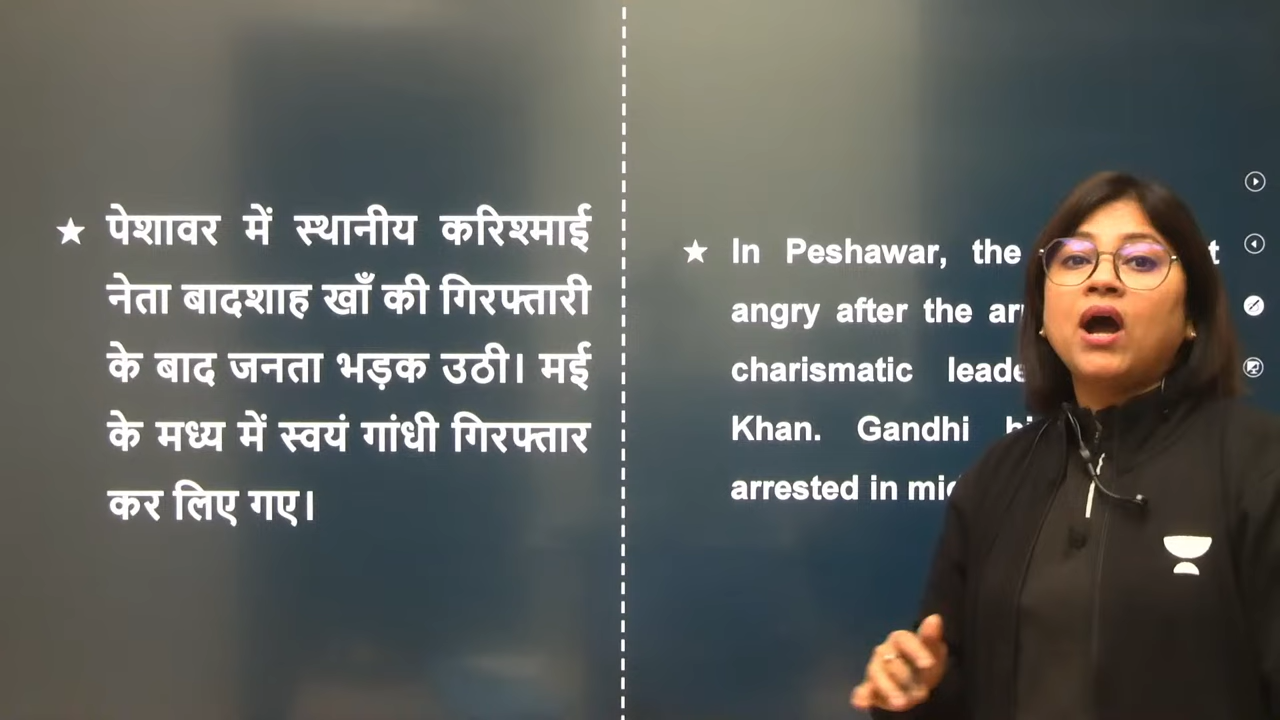 ★ पेशावर में स्थानीय करिश्माई
नेता बादशाह खाँ की गिरफ्तारी
के बाद जनता भड़क उठी। मई
के मध्य में स्वयं गांधी गिरफ्तार
कर लिए गए।
★ In Peshawar, the
angry after the
charismatic
Khan. Gandhi
arrested in